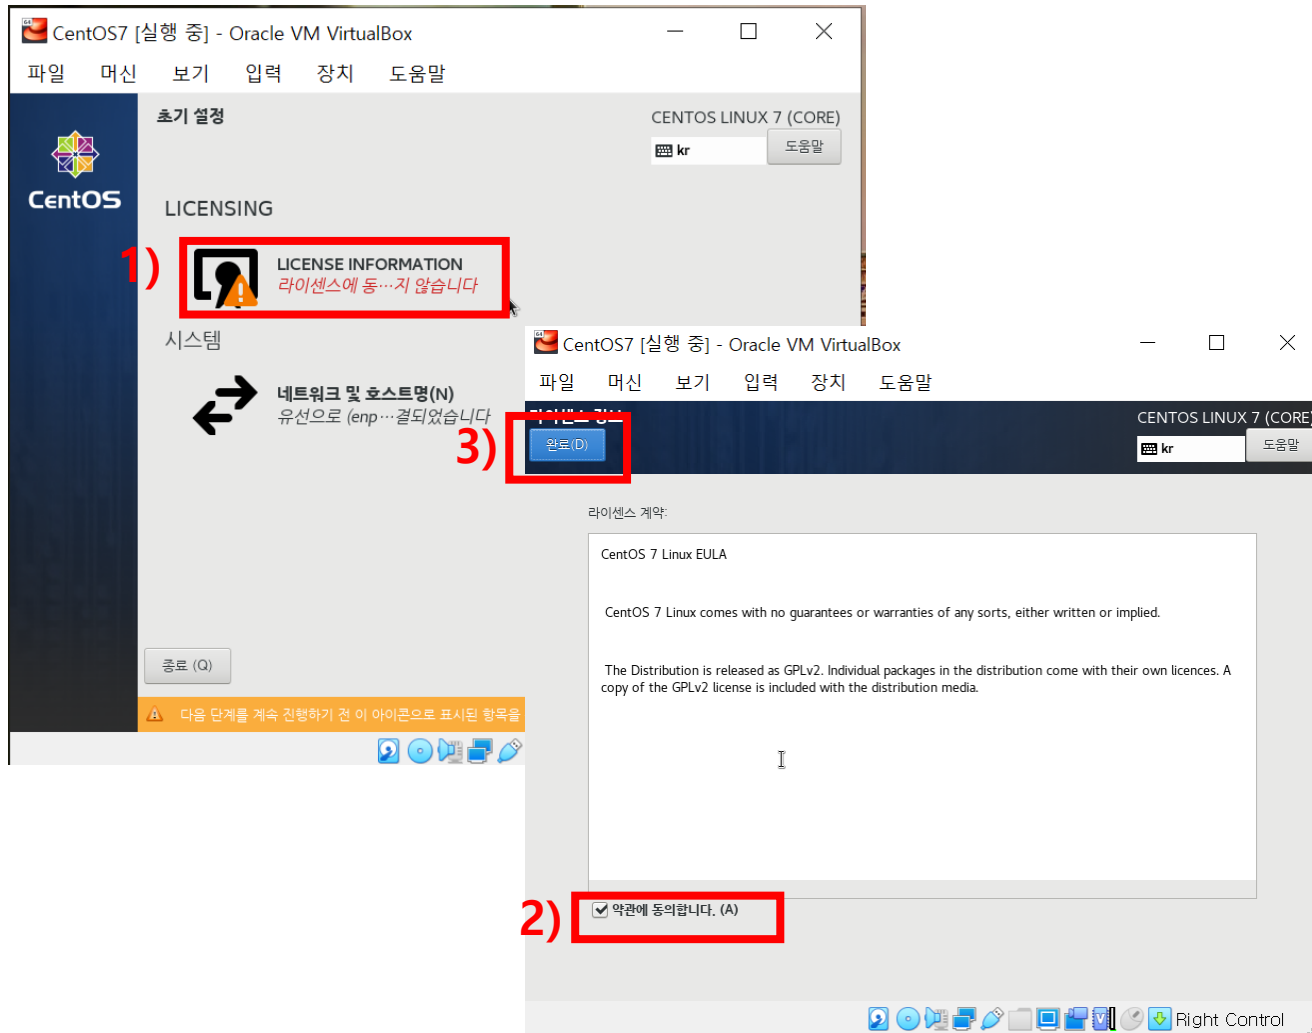 CentOS7 [실행 중] - Oracle VM VirtualBox
파일 머신 보기 입력 장치 도움말
초기 설정
CENTOS LINUX 7 (CORE)
kr
도움말
CentOS
LICENSING
1)
LICENSE INFORMATION
라이센스에 동…지 않습니다
시스템
네트워크 및 호스트명(N)
유선으로 (enp…결되었습니다
종료 (Q)
다음 단계를 계속 진행하기 전 이 아이콘으로 표시된 항목을
CentOS7 [실행 중] - Oracle VM VirtualBox
파일 머신 보기 입력 장치 도움말
라이센스 정보
CENTOS LINUX 7 (CORE)
3)
완료(D)
kr
도움말
라이센스 계약:
CentOS 7 Linux EULA
CentOS 7 Linux comes with no guarantees or warranties of any sorts, either written or implied.
The Distribution is released as GPLv2. Individual packages in the distribution come with their own licences. A
copy of the GPLv2 license is included with the distribution media.
2)
약관에 동의합니다. (A)
Right Control